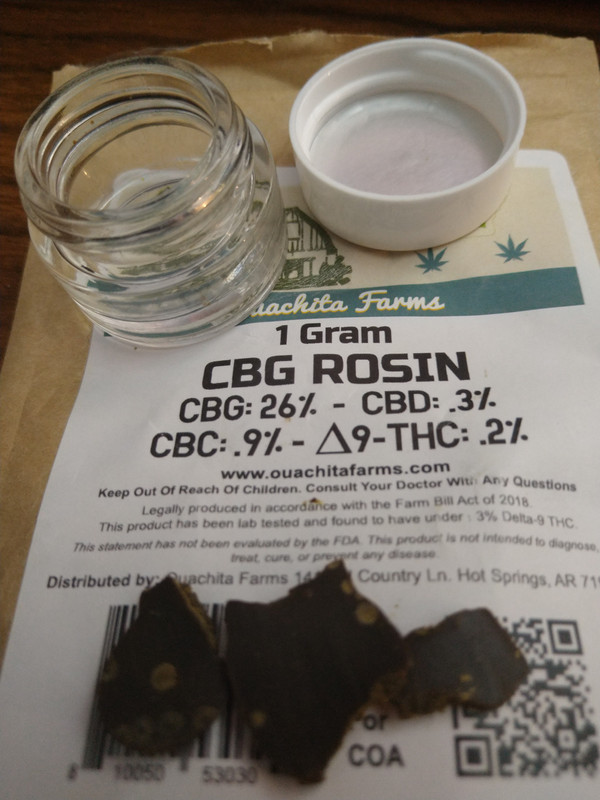 uachita Farms
1 Gram
CBG ROSIN
CBG: 26% - CBD: .3%
CBC: .9% - Δ9-THC: .2%
www.ouachitafarms.com
Keep Out Of Reach Of Children. Consult Your Doctor With Any Questions
Legally produced in accordance with the Farm Bill Act of 2018.
This product has been lab tested and found to have under .3% Delta-9 THC.
This statement has not been evaluated by the FDA. This product is not intended to diagnose,
treat, cure, or prevent any disease.
Distributed by: Ouachita Farms 14 Country Ln. Hot Springs, AR 719
for
COA
8 10050 53030